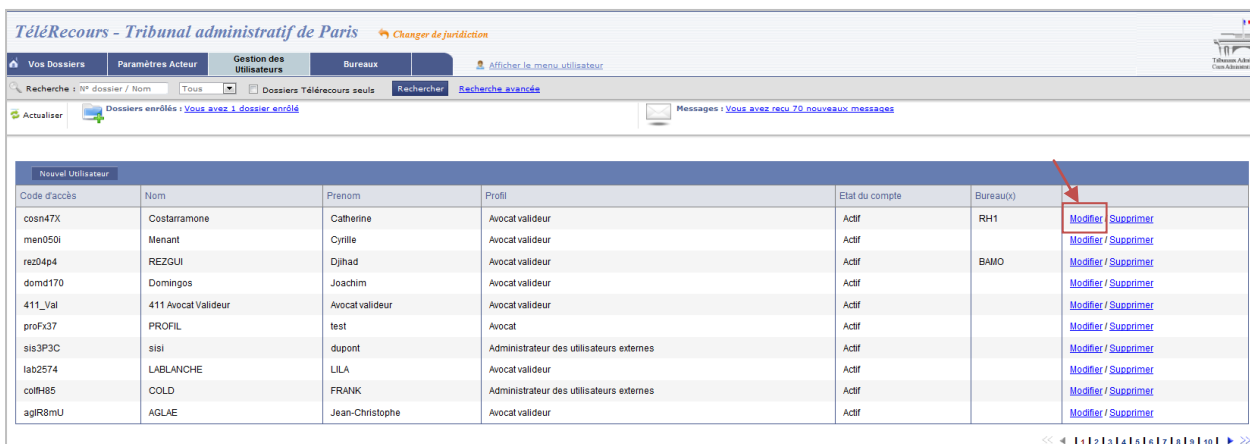 TéléRecours - Tribunal administratif de Paris Changer de juridiction
Vos Dossiers Paramètres Acteur Gestion des Utilisateurs Bureaux Afficher le menu utilisateur
Recherche : N° dossier / Nom Tous Dossiers Télérecours seuls Rechercher Recherche avancée
Actualiser Dossiers enrôlés : Vous avez 1 dossier enrôlé Messages : Vous avez reçu 70 nouveaux messages
Nouvel Utilisateur
Code d'accès Nom Prenom Profil Etat du compte Bureau(x)
cosn47X Costarramone Catherine Avocat valideur Actif RH1 Modifier / Supprimer
men050i Menant Cyrille Avocat valideur Actif Modifier / Supprimer
rez04p4 REZGUI Djihad Avocat valideur Actif BAMO Modifier / Supprimer
domd170 Domingos Joachim Avocat valideur Actif Modifier / Supprimer
411_Val 411 Avocat Valideur Avocat valideur Avocat valideur Actif Modifier / Supprimer
proFx37 PROFIL test Avocat Actif Modifier / Supprimer
sis3P3C sisi dupont Administrateur des utilisateurs externes Actif Modifier / Supprimer
lab2574 LABLANCHE LILA Avocat valideur Actif Modifier / Supprimer
colfH85 COLD FRANK Administrateur des utilisateurs externes Actif Modifier / Supprimer
aglR8mU AGLAE Jean-Christophe Avocat valideur Actif Modifier / Supprimer
1 | 2 | 3 | 4 | 5 | 6 | 7 | 8 | 9 | 10